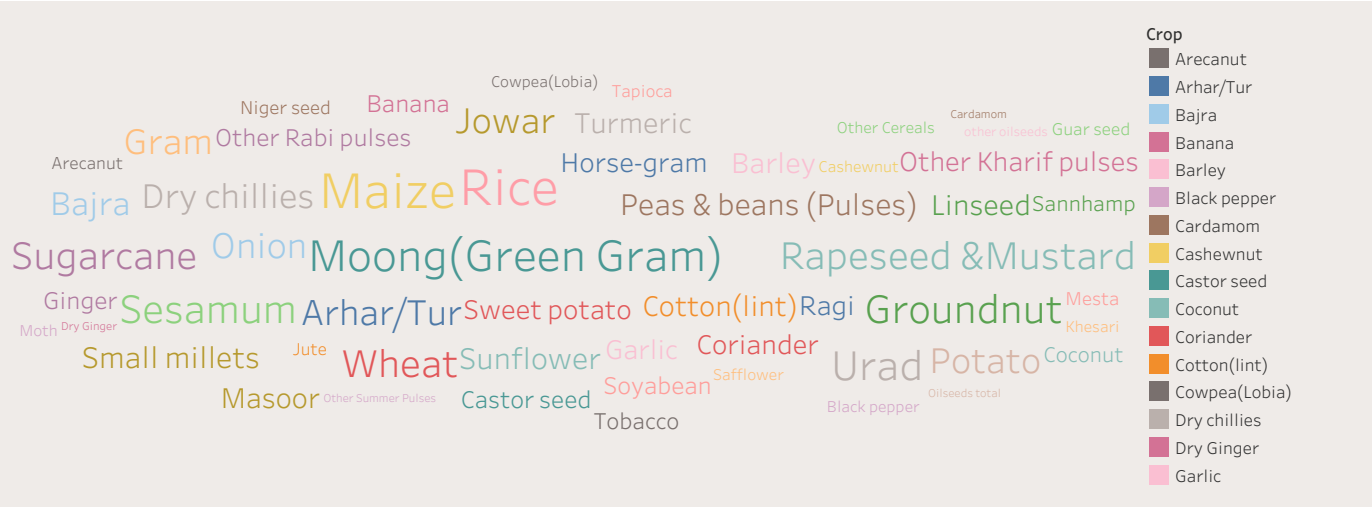 Cowpea(Lobia)
Tapioca
Niger seed
Banana
Jowar
Turmeric
Cardamom
Other Cereals
other oilseeds
Guar seed
Gram
Other Rabi pulses
Arecanut
Horse-gram
Barley
Cashewnut
Other Kharif pulses
Bajra
Dry chillies
Maize
Rice
Peas & beans (Pulses)
Linseed
Sannhamp
Sugarcane
Onion
Moong(Green Gram)
Rapeseed &Mustard
Ginger
Sesamum
Arhar/Tur
Sweet potato
Cotton(lint)
Ragi
Groundnut
Mesta
Moth
Dry Ginger
Khesari
Small millets
Jute
Wheat
Sunflower
Garlic
Coriander
Urad
Potato
Coconut
Soyabean
Safflower
Masoor
Other Summer Pulses
Castor seed
Oilseeds total
Black pepper
Tobacco
Crop
Arecanut
Arhar/Tur
Bajra
Banana
Barley
Black pepper
Cardamom
Cashewnut
Castor seed
Coconut
Coriander
Cotton(lint)
Cowpea(Lobia)
Dry chillies
Dry Ginger
Garlic